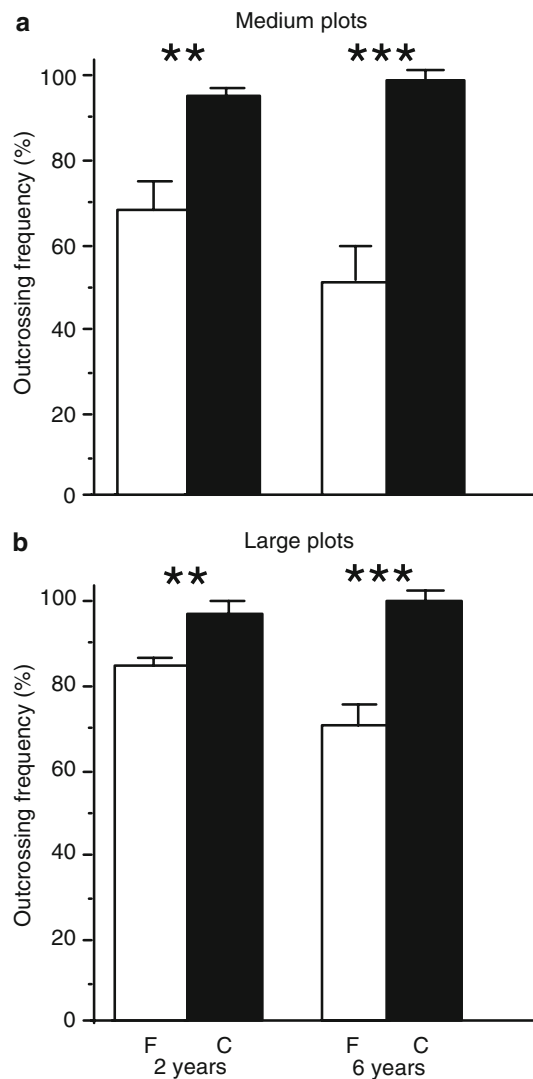 a
Medium plots
** ***
Outcrossing frequency (%)
100
80
60
40
20
0
b
Large plots
** ***
Outcrossing frequency (%)
100
80
60
40
20
0
F C F C
2 years 6 years